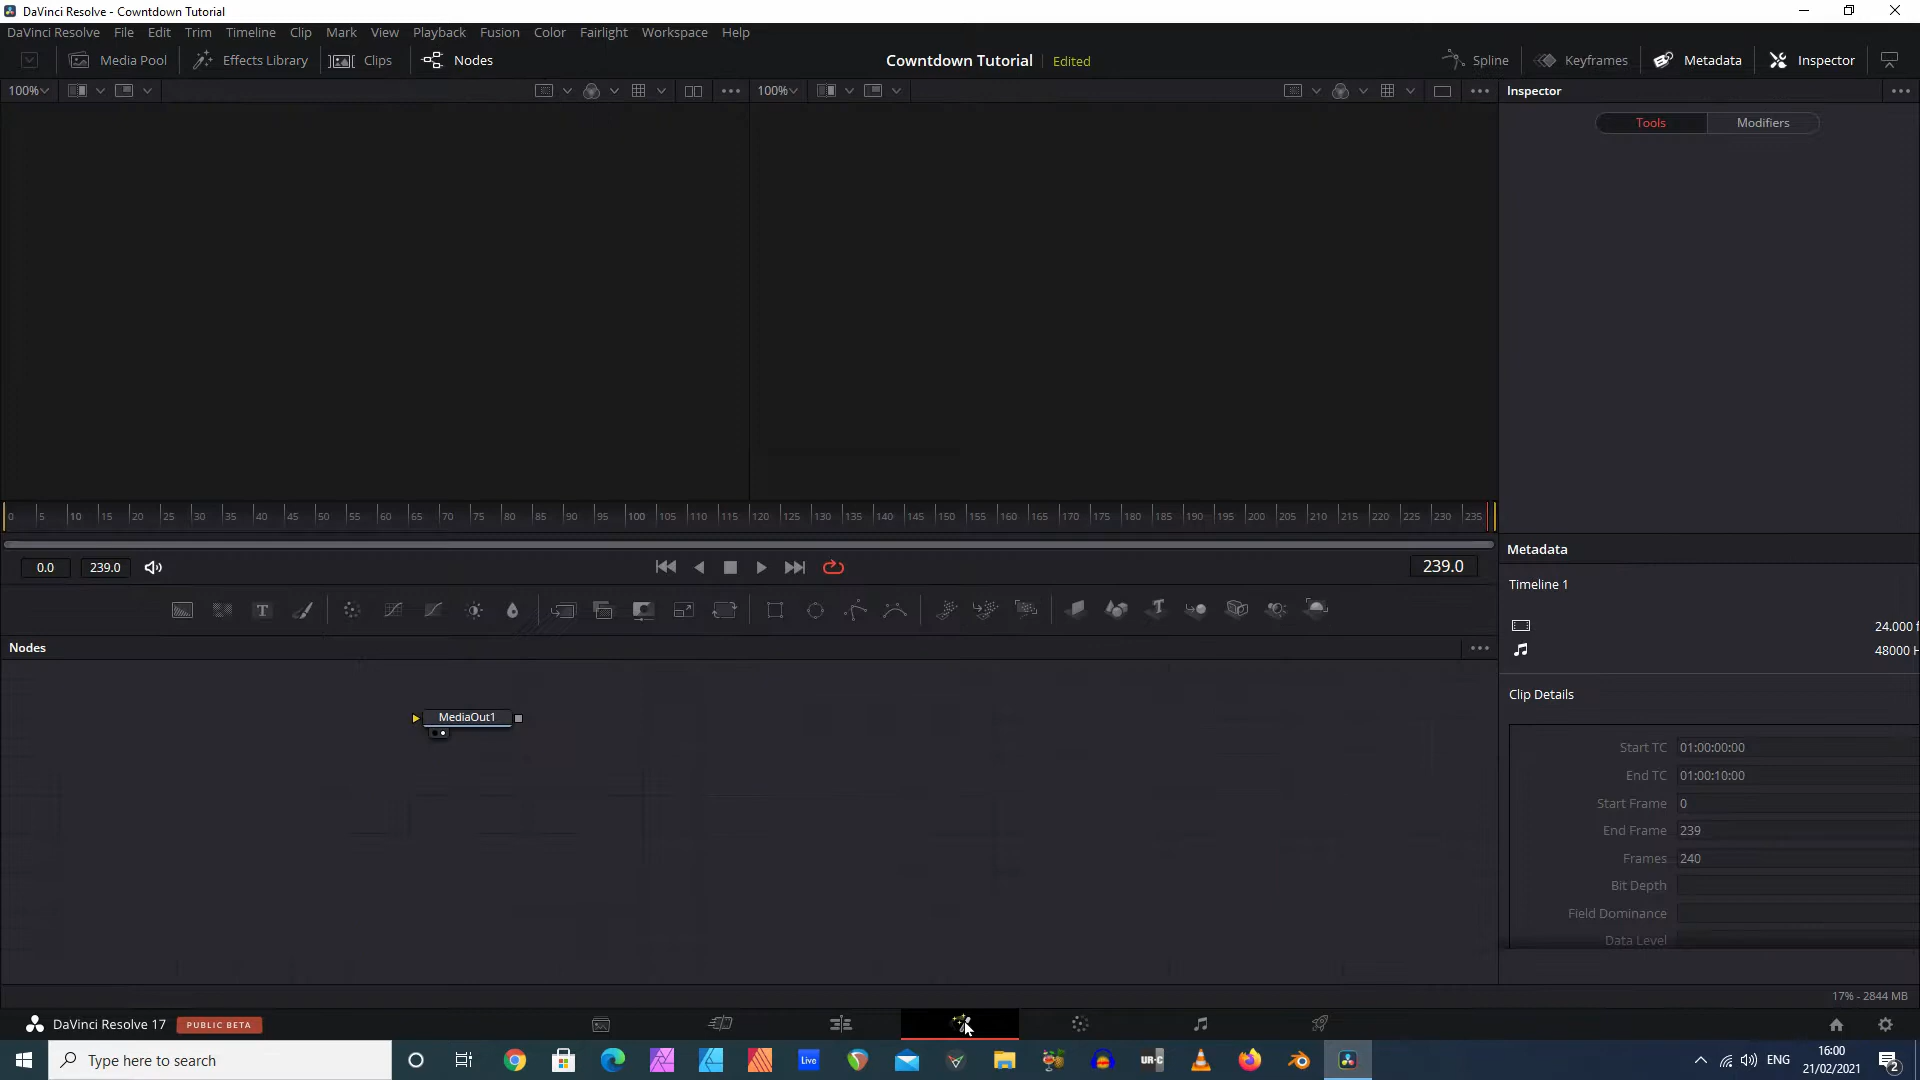 DaVinci Resolve - Cowntdown Tutorial
DaVinci Resolve File Edit Trim Timeline Clip Mark View Playback Fusion Color Fairlight Workspace Help
Media Pool Effects Library Clips Nodes Cowntdown Tutorial Edited Spline Keyframes Metadata Inspector
100% 100% Inspector
Tools Modifiers
0 5 10 15 20 25 30 35 40 45 50 55 60 65 70 75 80 85 90 95 100 105 110 115 120 125 130 135 140 145 150 155 160 165 170 175 180 185 190 195 200 205 210 215 220 225 230 235
0.0 239.0 239.0
Metadata
Timeline 1
24.000 f
48000 H
Nodes
MediaOut1
Clip Details
Start TC 01:00:00:00
End TC 01:00:10:00
Start Frame 0
End Frame 239
Frames 240
Bit Depth
Field Dominance
Data Level
17% - 2844 MB
DaVinci Resolve 17 PUBLIC BETA
Type here to search
Live
UR-C
ENG
16:00
21/02/2021
2